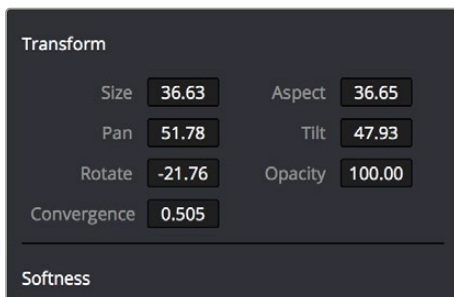 Transform
Size 36.63 Aspect 36.65
Pan 51.78 Tilt 47.93
Rotate -21.76 Opacity 100.00
Convergence 0.505
Softness